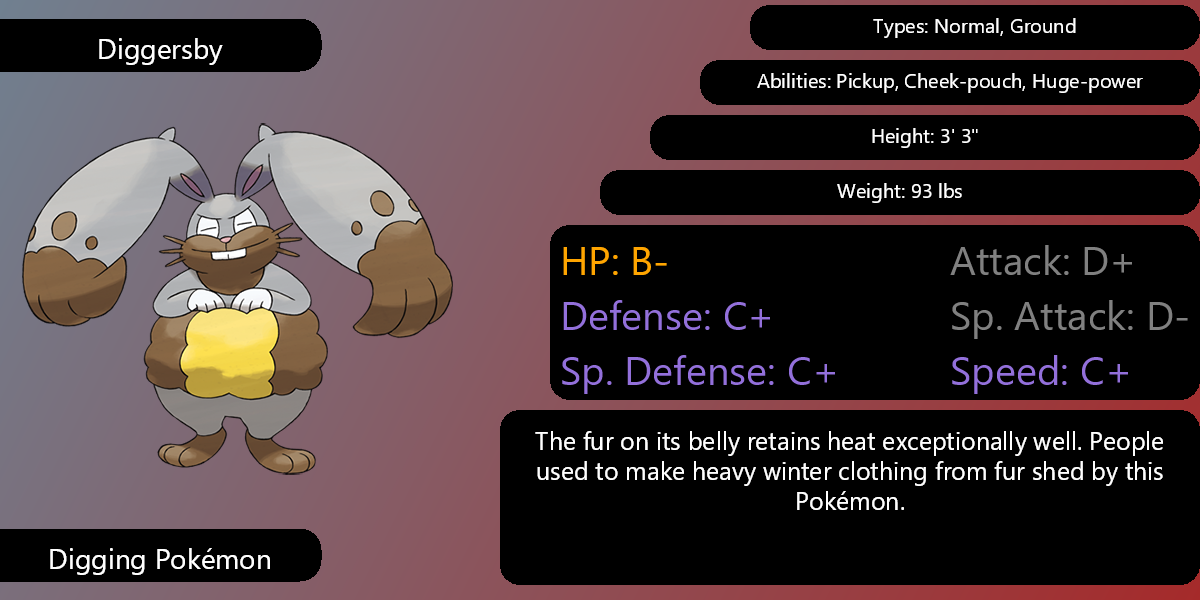 Diggersby
Types: Normal, Ground
Abilities: Pickup, Cheek-pouch, Huge-power
Height: 3' 3"
Weight: 93 lbs
HP: B-
Attack: D+
Defense: C+
Sp. Attack: D-
Sp. Defense: C+
Speed: C+
The fur on its belly retains heat exceptionally well. People
used to make heavy winter clothing from fur shed by this
Pokémon.
Digging Pokémon